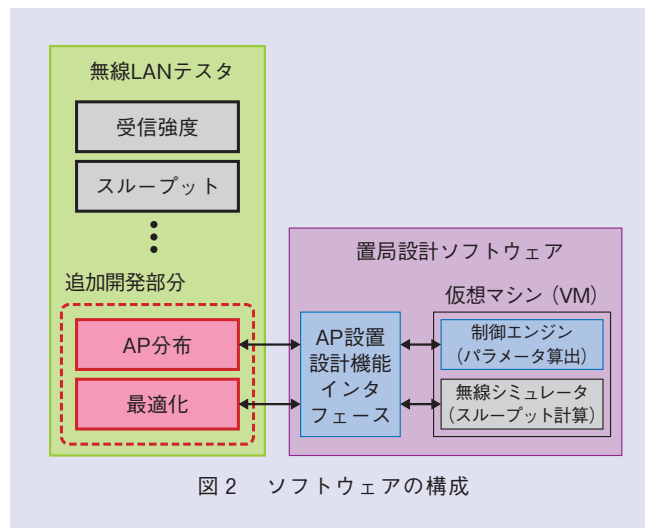 無線LANテスタ
受信強度
スループット
追加開発部分
AP分布
最適化
置局設計ソフトウェア
仮想マシン（VM）
AP設置
設計機能
インタ
フェース
制御エンジン
（パラメータ算出）
無線シミュレータ
（スループット計算）
図2　ソフトウェアの構成